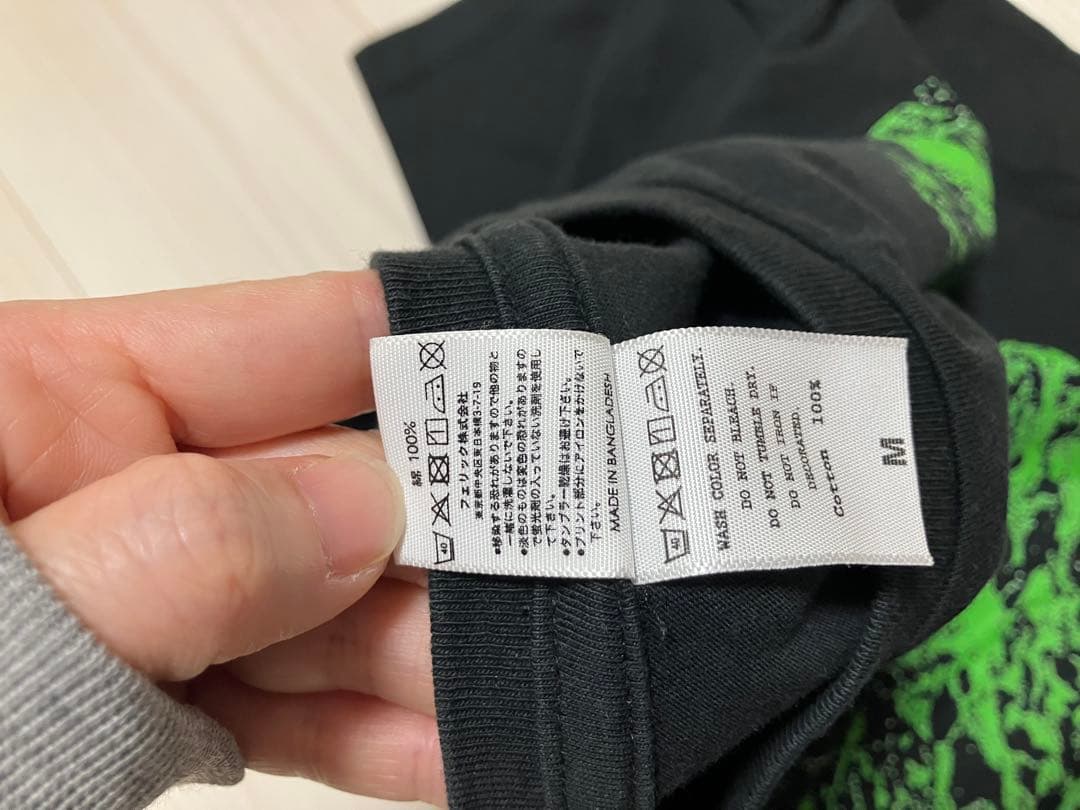 綿 100%
40
フェリック株式会社
東京都中央区東日本橋3-7-19
●移染する恐れがありますので他の物と
一緒に洗濯しないで下さい。
●淡色のものは変色の恐れがありますの
で蛍光剤の入っていない洗剤を使用し
て下さい。
●タンブラー乾燥はお避け下さい。
●プリント部分にアイロンをかけないで
下さい。
MADE IN BANGLADESH
40
WASH COLOR SEPARATELY.
DO NOT BLEACH.
DO NOT TUMBLE DRY.
DO NOT IRON IF
DECORATED.
Cotton 100%
M